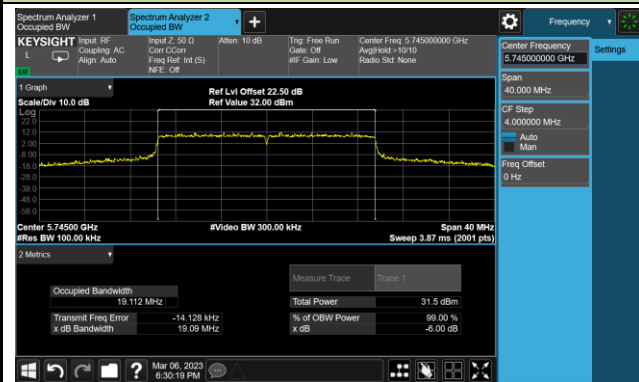 Spectrum Analyzer 1
Occupied BW
Spectrum Analyzer 2
Occupied BW
Frequency
KEYSIGHT
L
Input: RF
Coupling: AC
Align: Auto
Input Z: 50 Ω
Corr CCorr
Freq Ref: Int (S)
NFE: Off
Atten: 10 dB
Trig: Free Run
Gate: Off
#IF Gain: Low
Center Freq: 5.745000000 GHz
Avg|Hold:>10/10
Radio Std: None
Center Frequency
5.745000000 GHz
Settings
Span
40.000 MHz
CF Step
4.000000 MHz
Auto
Man
Freq Offset
0 Hz
1 Graph
Scale/Div 10.0 dB
Ref Lvl Offset 22.50 dB
Ref Value 32.00 dBm
Log
22.0
12.0
2.00
-8.00
-18.0
-28.0
-38.0
-48.0
-58.0
Center 5.74500 GHz
#Video BW 300.00 kHz
Span 40 MHz
#Res BW 100.00 kHz
Sweep 3.87 ms (2001 pts)
2 Metrics
Measure Trace
Trace 1
Occupied Bandwidth
19.112 MHz
Total Power
31.5 dBm
Transmit Freq Error
-14.128 kHz
% of OBW Power
99.00 %
x dB Bandwidth
19.09 MHz
x dB
-6.00 dB
Mar 06, 2023
6:30:19 PM